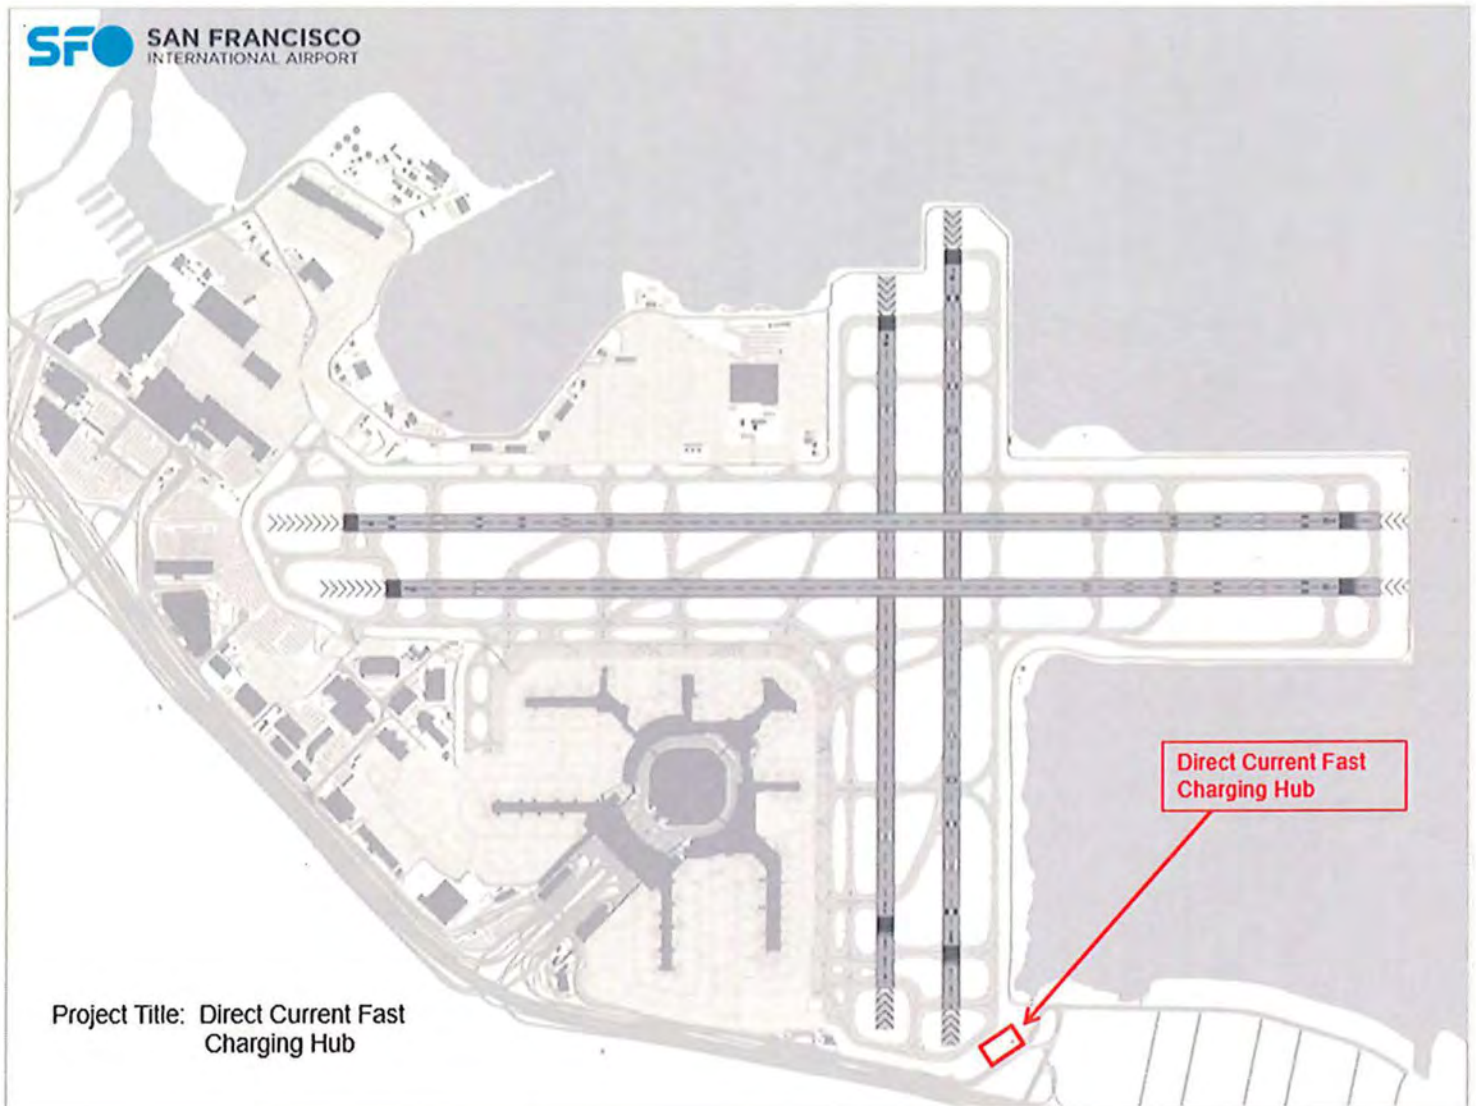 SFO SAN FRANCISCO
INTERNATIONAL AIRPORT
Direct Current Fast
Charging Hub
Project Title: Direct Current Fast
Charging Hub